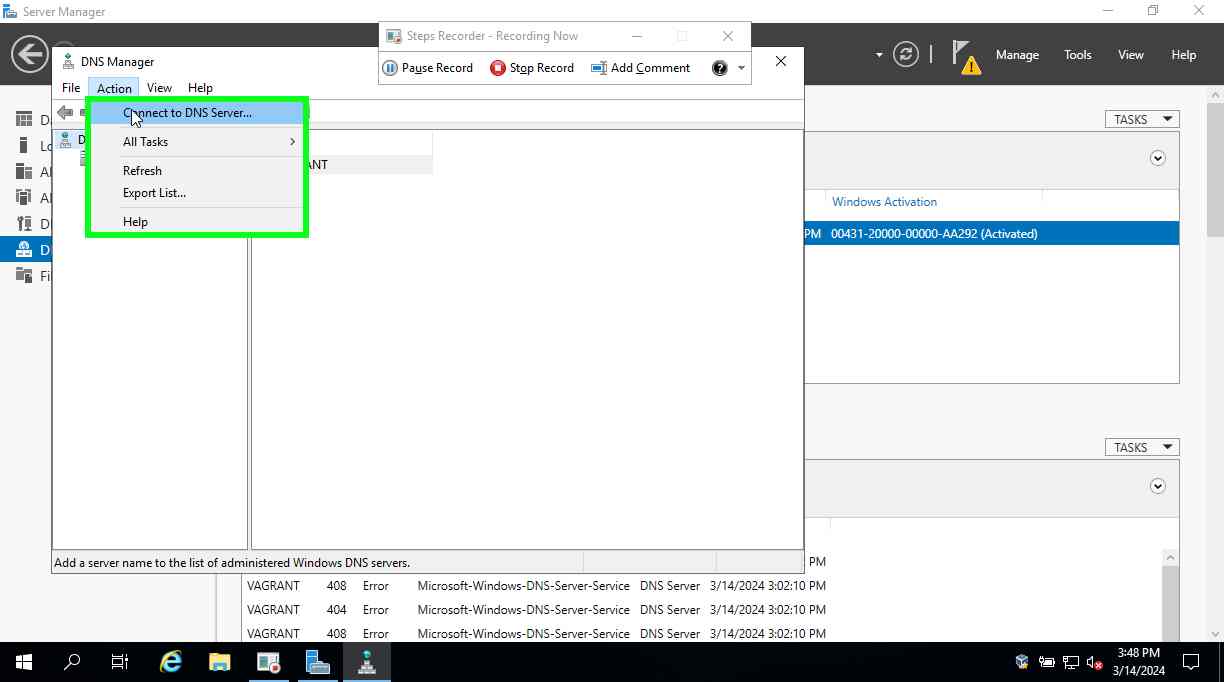 Server Manager
Steps Recorder - Recording Now
Pause Record
Stop Record
Add Comment
Manage
Tools
View
Help
DNS Manager
File
Action
View
Help
Connect to DNS Server...
All Tasks
Refresh
Export List...
Help
D
Lo
Al
Al
D
D
Fi
D
ANT
TASKS
Windows Activation
PM 00431-20000-00000-AA292 (Activated)
TASKS
Add a server name to the list of administered Windows DNS servers.
PM
VAGRANT 408 Error Microsoft-Windows-DNS-Server-Service DNS Server 3/14/2024 3:02:10 PM
VAGRANT 404 Error Microsoft-Windows-DNS-Server-Service DNS Server 3/14/2024 3:02:10 PM
VAGRANT 408 Error Microsoft-Windows-DNS-Server-Service DNS Server 3/14/2024 3:02:10 PM
3:48 PM
3/14/2024